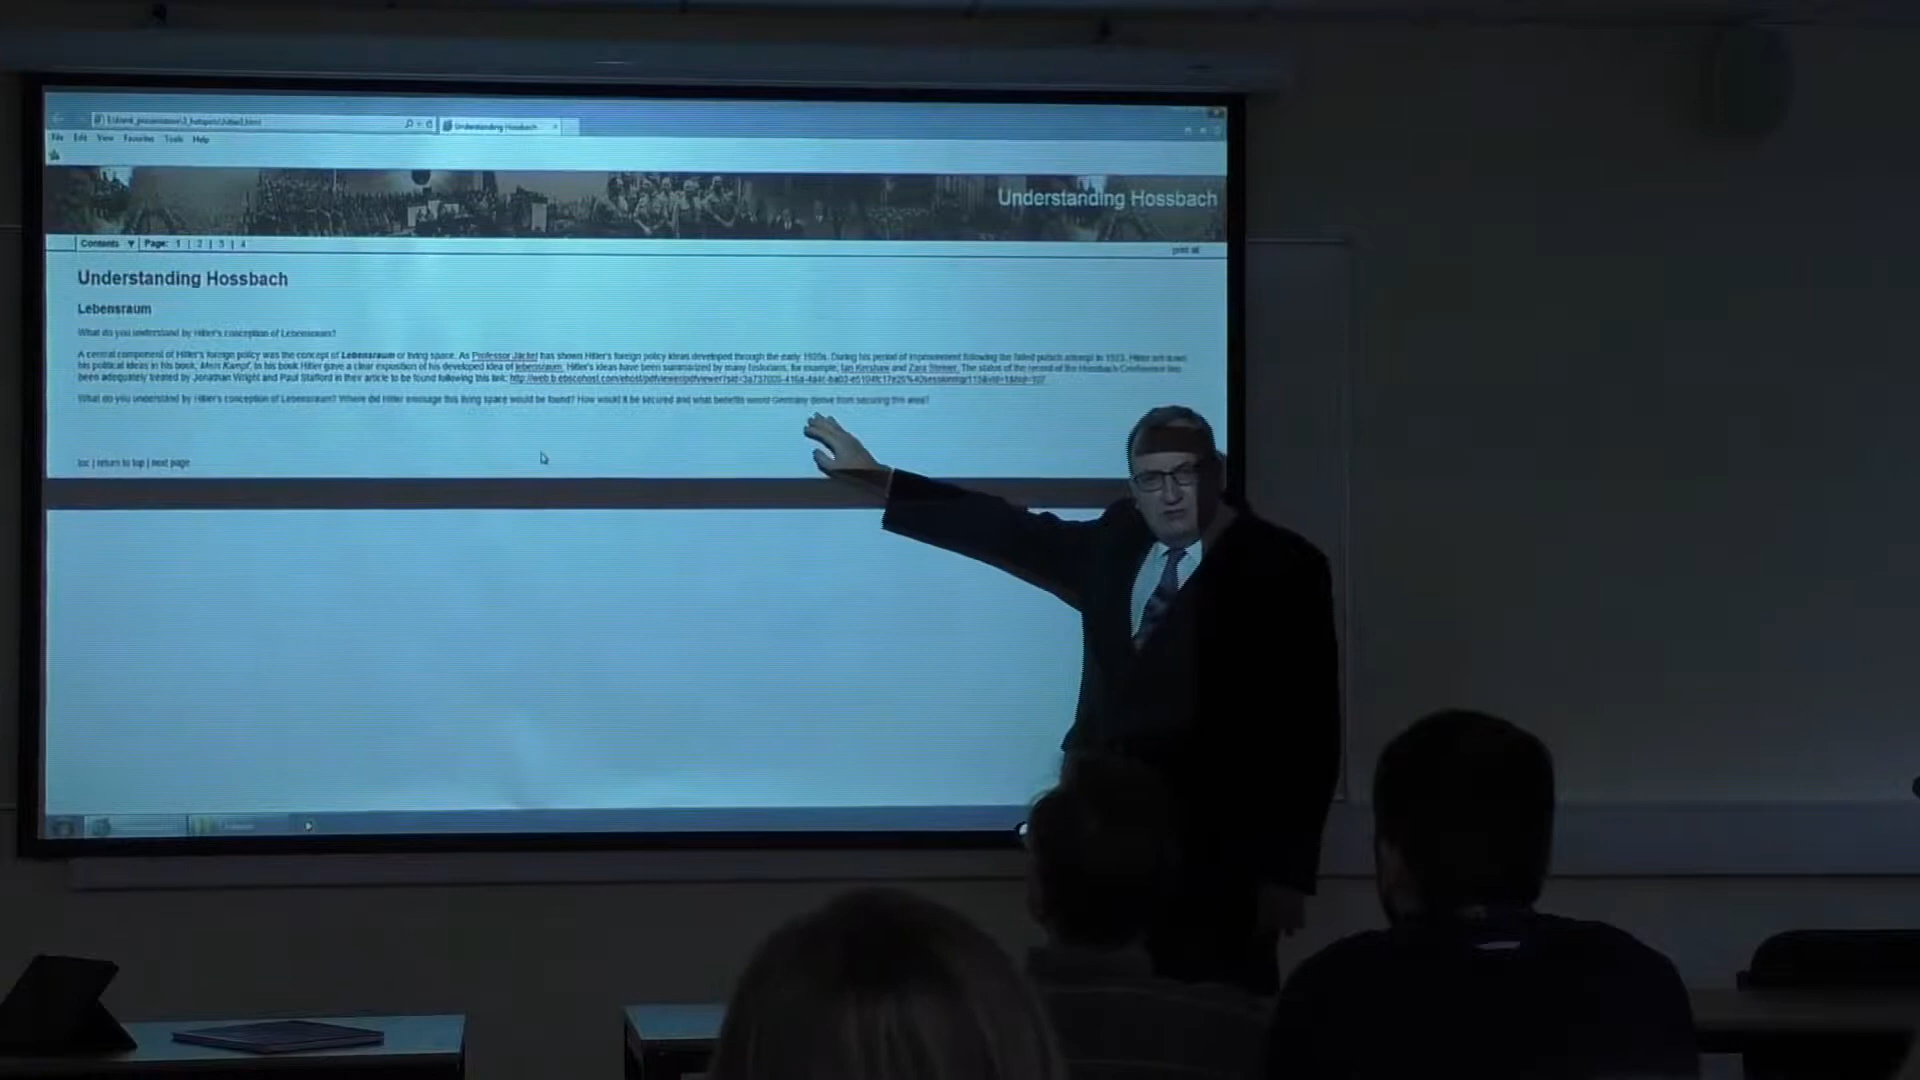 Understanding Hossbach
File Edit View Favorites Tools Help
Understanding Hossbach
Contents ▼ Page: 1 | 2 | 3 | 4
print all
Understanding Hossbach
Lebensraum
What do you understand by Hitler's conception of Lebensraum?
A central component of Hitler's foreign policy was the concept of Lebensraum or living space. As Professor Jäckel has shown Hitler's foreign policy ideas developed through the early 1920s. During his period of imprisonment following the failed putsch attempt in 1923, Hitler set down
his political ideas in his book, Mein Kampf. In his book Hitler gave a clear exposition of his developed idea of lebensraum. Hitler's ideas have been summarized by many historians, for example, Ian Kershaw and Zara Steiner. The status of the record of the Hossbach Conference has
been adequately treated by Jonathan Wright and Paul Stafford in their article to be found following this link:
What do you understand by Hitler's conception of Lebensraum? Where did Hitler envisage this living space would be found? How would it be secured and what benefits would Germany derive from securing this area?
toc | return to top | next page